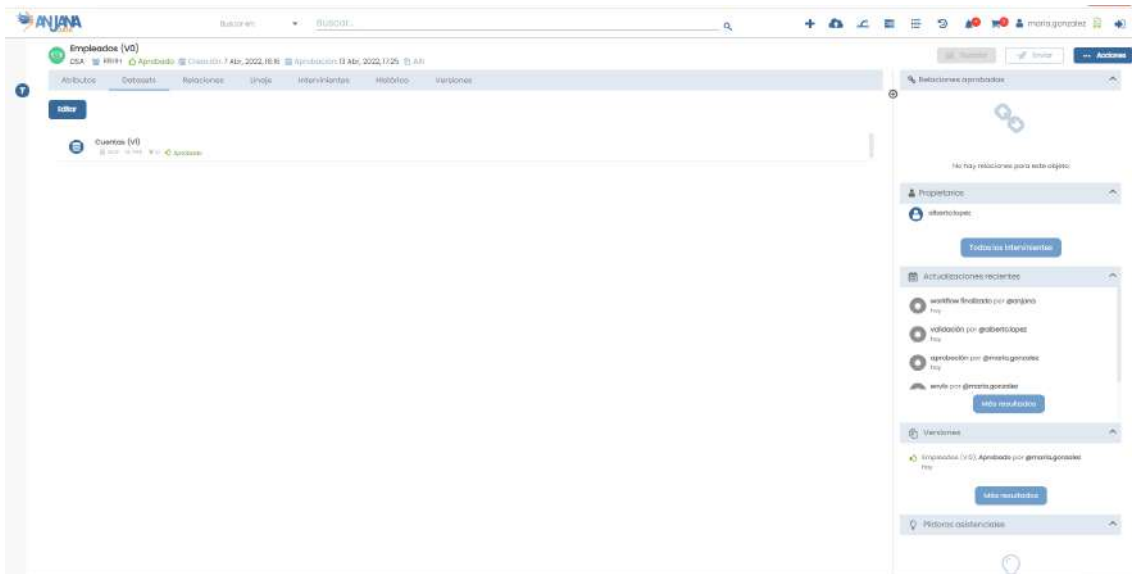 ANJANA
Buscar en:
Buscar...
maria.gonzalez
Empleados (V0)
DSA RRHH Aprobado Creación: 7 Abr, 2022, 16:16 Aprobación: 13 Abr, 2022, 17:25
Enviar
Acciones
Atributos Datasets Relaciones Linaje Intervinientes Histórico Versiones
Editar
Cuentas (V1)
Aprobado
Relaciones aprobadas
No hay relaciones para este objeto
Propietarios
alberto.lopez
Todos los intervinientes
Actualizaciones recientes
workflow finalizado por @anjana
hoy
validación por @alberto.lopez
hoy
aprobación por @maria.gonzalez
hoy
envío por @maria.gonzalez
Más resultados
Versiones
Empleados (V0), Aprobado por @maria.gonzalez
hoy
Más resultados
Píldoras asistenciales